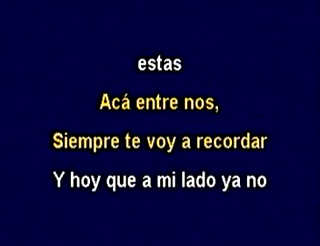 estas
Acá entre nos,
Siempre te voy a recordar
Y hoy que a mi lado ya no